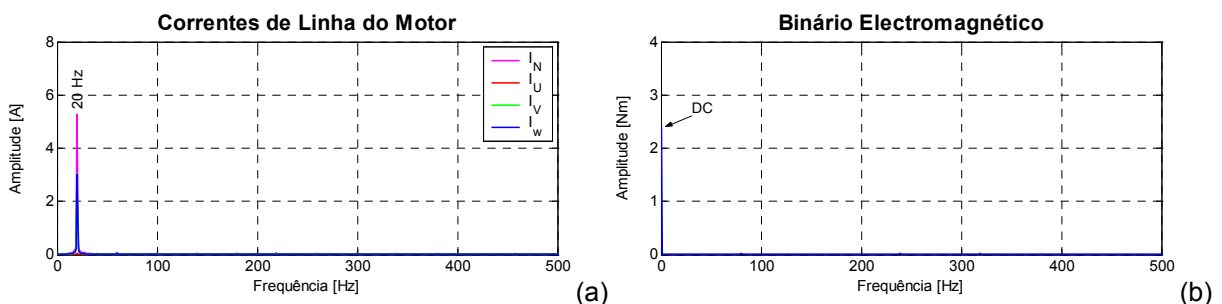 Correntes de Linha do Motor
8
6
4
2
0
Amplitude [A]
20 Hz
I_N
I_U
I_V
I_w
0 100 200 300 400 500
Frequência [Hz]
(a)
Binário Electromagnético
4
3
2
1
0
Amplitude [Nm]
DC
0 100 200 300 400 500
Frequência [Hz]
(b)